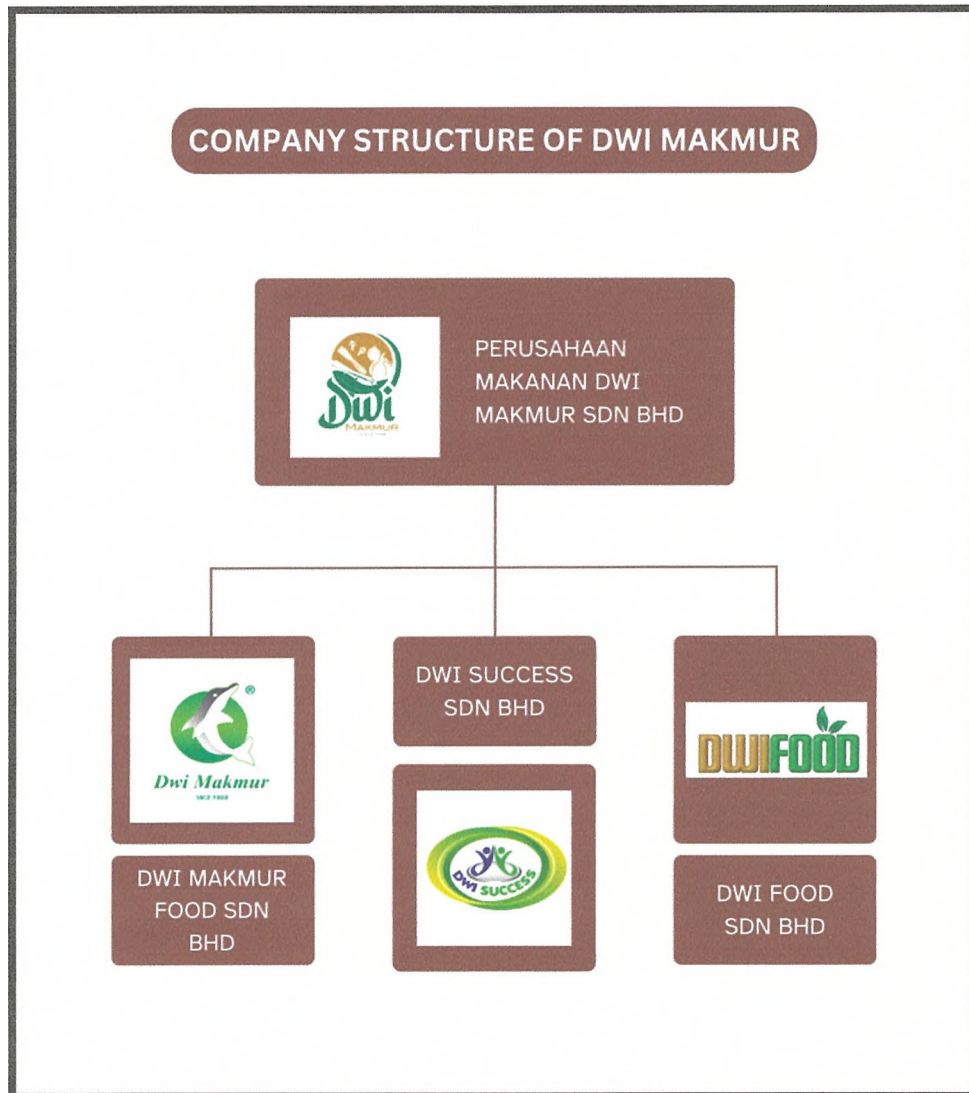 COMPANY STRUCTURE OF DWI MAKMUR
Dwi
MAKMUR
PERUSAHAAN
MAKANAN DWI
MAKMUR SDN BHD
®
Dwi Makmur
DWI MAKMUR
FOOD SDN
BHD
DWI SUCCESS
SDN BHD
DWI SUCCESS
DWIFOOD
DWI FOOD
SDN BHD